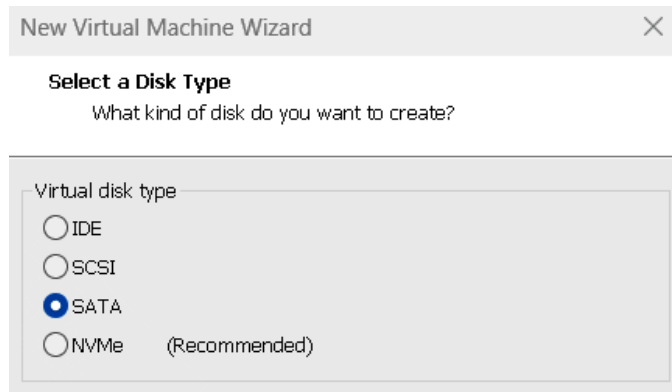 New Virtual Machine Wizard
Select a Disk Type
What kind of disk do you want to create?
Virtual disk type
IDE
SCSI
SATA
NVMe (Recommended)